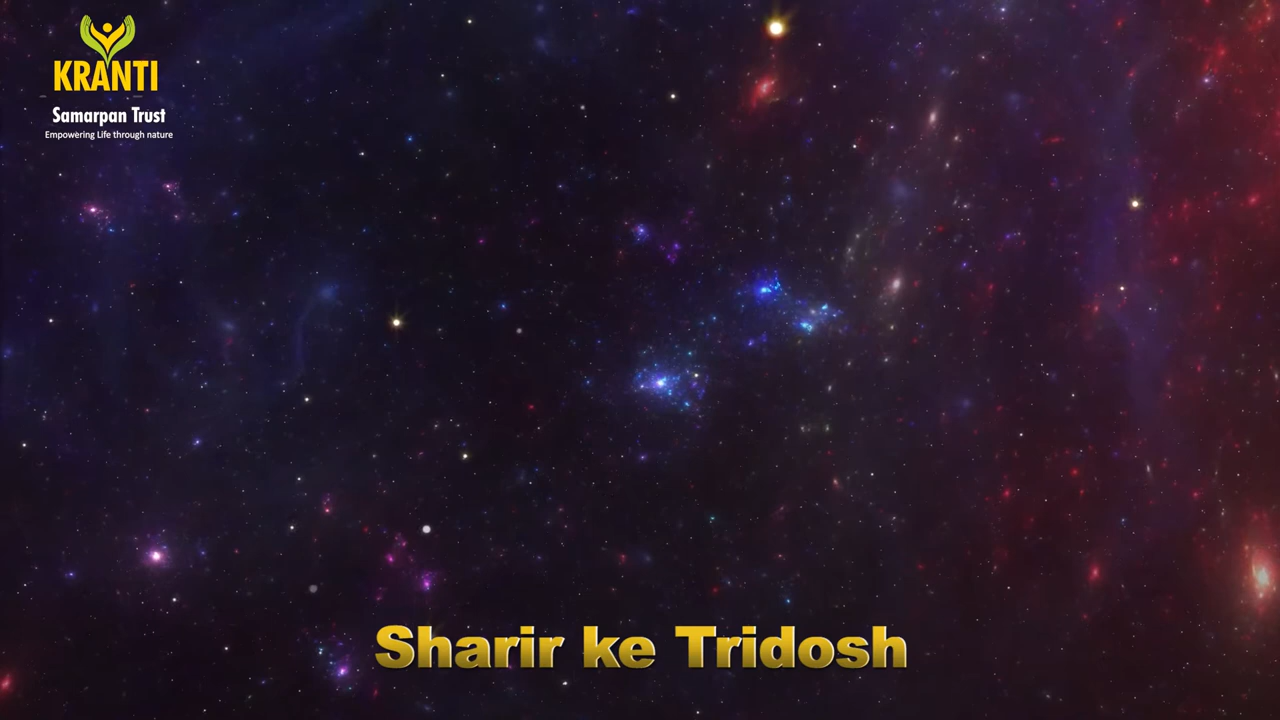 KRANTI
Samarpan Trust
Empowering Life through nature
Sharir ke Tridosh